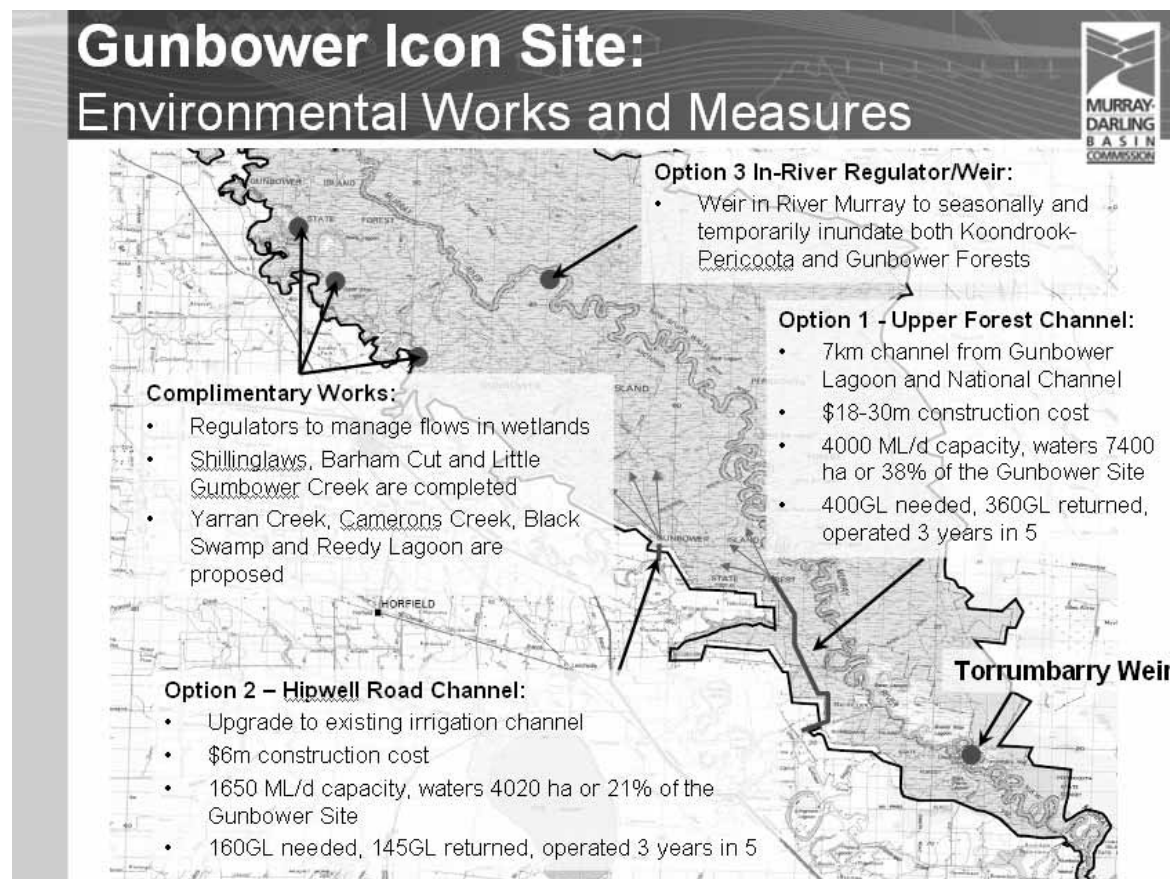 Gunbower Icon Site:
Environmental Works and Measures
MURRAY-
DARLING
BASIN
COMMISSION
Option 3 In-River Regulator/Weir:
• Weir in River Murray to seasonally and
temporarily inundate both Koondrook-
Pericoota and Gunbower Forests
GUNBOWER ISLAND
STATE FOREST
Option 1 - Upper Forest Channel:
• 7km channel from Gunbower
Lagoon and National Channel
• $18-30m construction cost
• 4000 ML/d capacity, waters 7400
ha or 38% of the Gunbower Site
• 400GL needed, 360GL returned,
operated 3 years in 5
Complimentary Works:
• Regulators to manage flows in wetlands
• Shillinglaws, Barham Cut and Little
Gumbower Creek are completed
• Yarran Creek, Camerons Creek, Black
Swamp and Reedy Lagoon are
proposed
ISLAND
GUNBOWER ISLAND
STATE FOREST
HORFIELD
Torrumbarry Weir
Option 2 – Hipwell Road Channel:
• Upgrade to existing irrigation channel
• $6m construction cost
• 1650 ML/d capacity, waters 4020 ha or 21% of the
Gunbower Site
• 160GL needed, 145GL returned, operated 3 years in 5